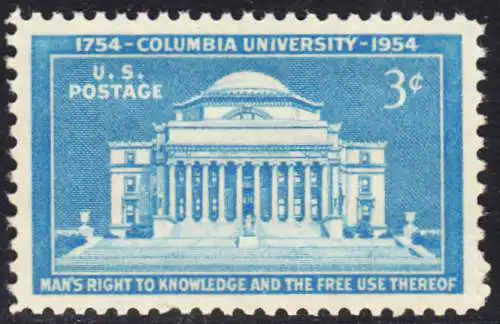 1754-COLUMBIA UNIVERSITY-1954
U.S.
POSTAGE
3¢
MAN'S RIGHT TO KNOWLEDGE AND THE FREE USE THEREOF